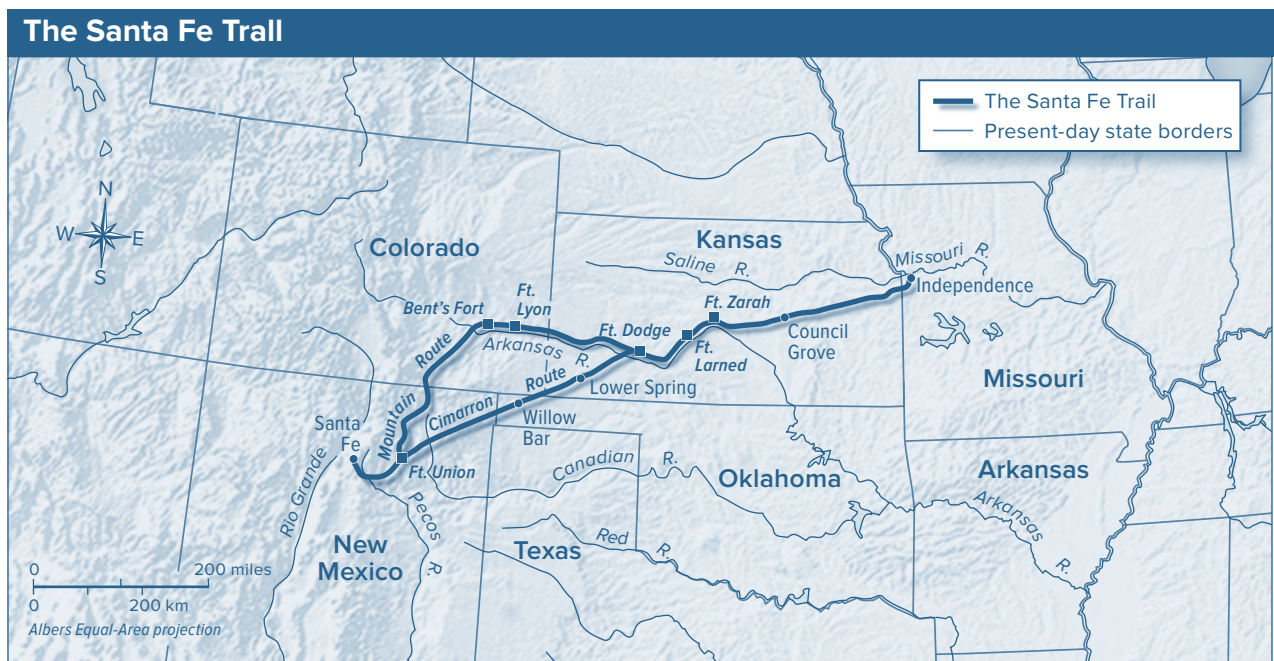 The Santa Fe Trall
The Santa Fe Trail
Present-day state borders
N
W
E
S
Colorado
Kansas
Saline R.
Missouri R.
Independence
Bent's Fort
Ft.
Lyon
Ft. Zarah
Ft. Dodge
Arkansas R.
Ft.
Larned
Council
Grove
Mountain Route
Cimarron Route
Lower Spring
Missouri
Willow
Bar
Santa
Fe
Ft. Union
Canadian R.
Oklahoma
Arkansas
Arkansas R.
Rio Grande
Pecos R.
New
Mexico
Texas
Red R.
0 200 miles
0 200 km
Albers Equal-Area projection